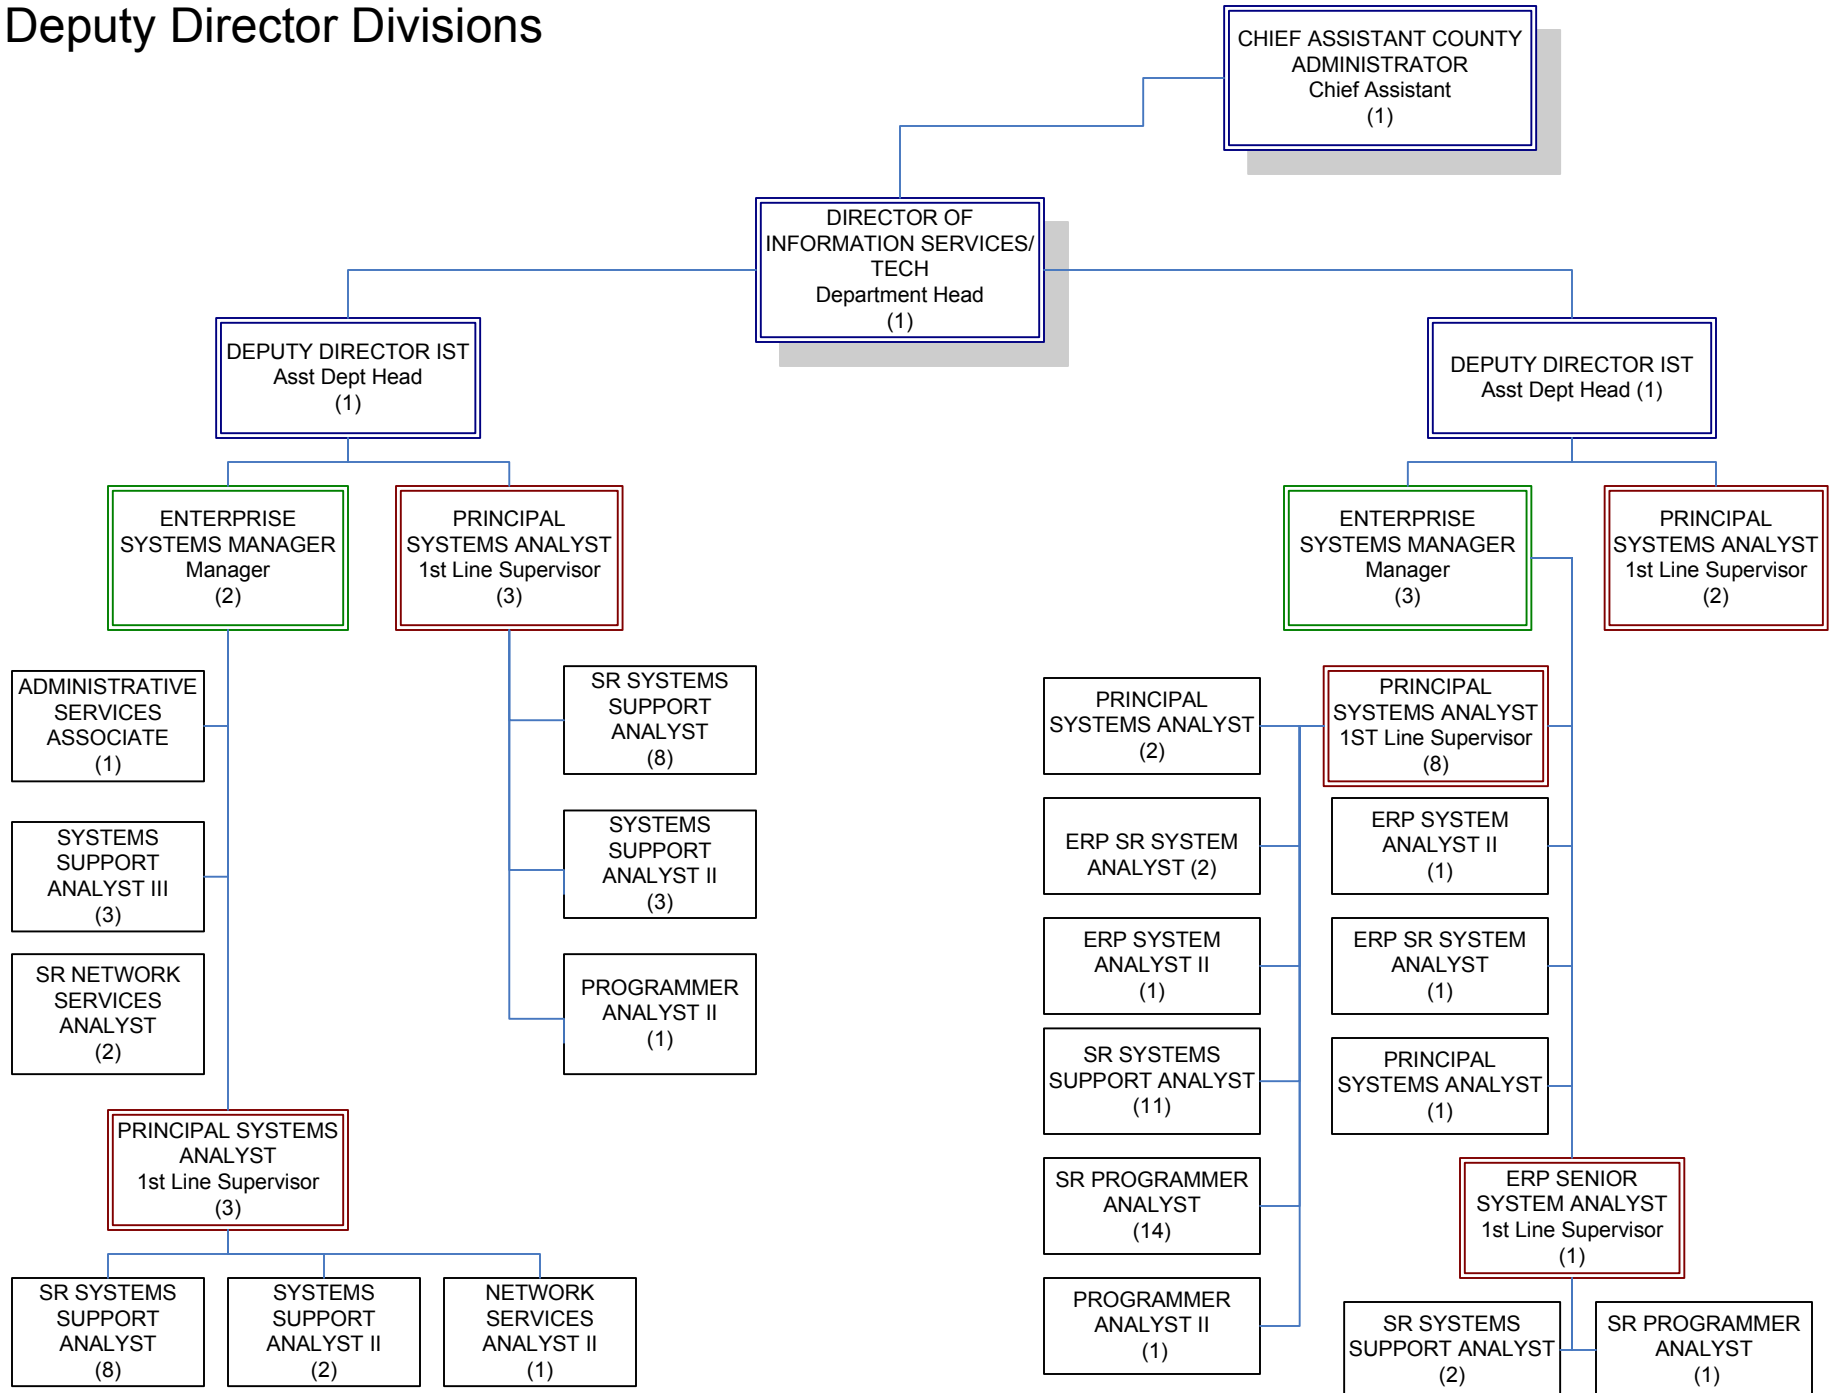 Deputy Director Divisions
CHIEF ASSISTANT COUNTY
ADMINISTRATOR
Chief Assistant
(1)
DIRECTOR OF
INFORMATION SERVICES/
TECH
Department Head
(1)
DEPUTY DIRECTOR IST
Asst Dept Head
(1)
DEPUTY DIRECTOR IST
Asst Dept Head (1)
ENTERPRISE
SYSTEMS MANAGER
Manager
(2)
PRINCIPAL
SYSTEMS ANALYST
1st Line Supervisor
(3)
ENTERPRISE
SYSTEMS MANAGER
Manager
(3)
PRINCIPAL
SYSTEMS ANALYST
1st Line Supervisor
(2)
ADMINISTRATIVE
SERVICES
ASSOCIATE
(1)
SYSTEMS
SUPPORT
ANALYST III
(3)
SR NETWORK
SERVICES
ANALYST
(2)
SR SYSTEMS
SUPPORT
ANALYST
(8)
SYSTEMS
SUPPORT
ANALYST II
(3)
PROGRAMMER
ANALYST II
(1)
PRINCIPAL SYSTEMS
ANALYST
1st Line Supervisor
(3)
SR SYSTEMS
SUPPORT
ANALYST
(8)
SYSTEMS
SUPPORT
ANALYST II
(2)
NETWORK
SERVICES
ANALYST II
(1)
PRINCIPAL
SYSTEMS ANALYST
(2)
ERP SR SYSTEM
ANALYST (2)
ERP SYSTEM
ANALYST II
(1)
SR SYSTEMS
SUPPORT ANALYST
(11)
SR PROGRAMMER
ANALYST
(14)
PROGRAMMER
ANALYST II
(1)
PRINCIPAL
SYSTEMS ANALYST
1ST Line Supervisor
(8)
ERP SYSTEM
ANALYST II
(1)
ERP SR SYSTEM
ANALYST
(1)
PRINCIPAL
SYSTEMS ANALYST
(1)
ERP SENIOR
SYSTEM ANALYST
1st Line Supervisor
(1)
SR SYSTEMS
SUPPORT ANALYST
(2)
SR PROGRAMMER
ANALYST
(1)